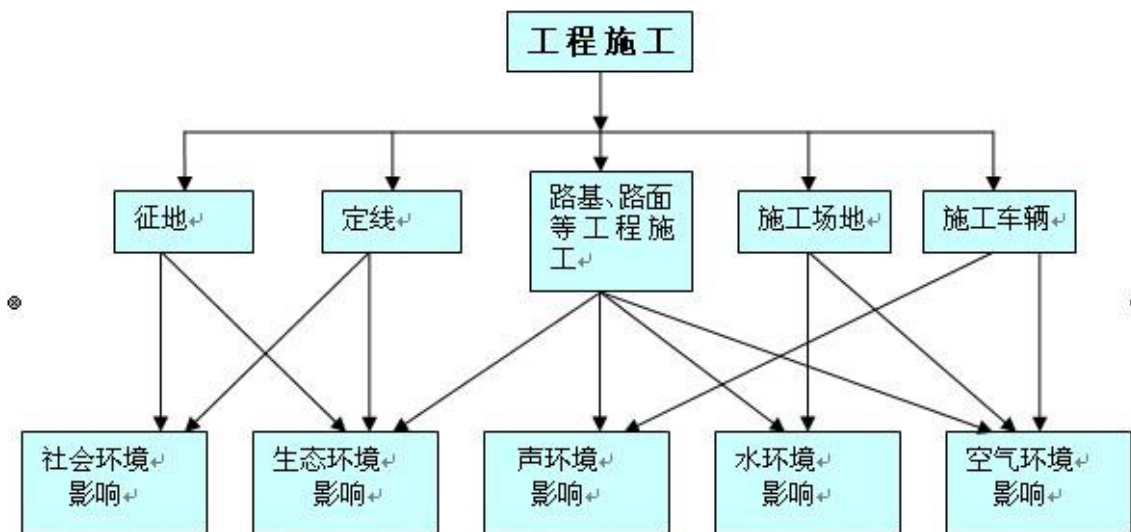 工程施工
征地
定线
路基、路面
等工程施
工
施工场地
施工车辆
社会环境
影响
生态环境
影响
声环境
影响
水环境
影响
空气环境
影响